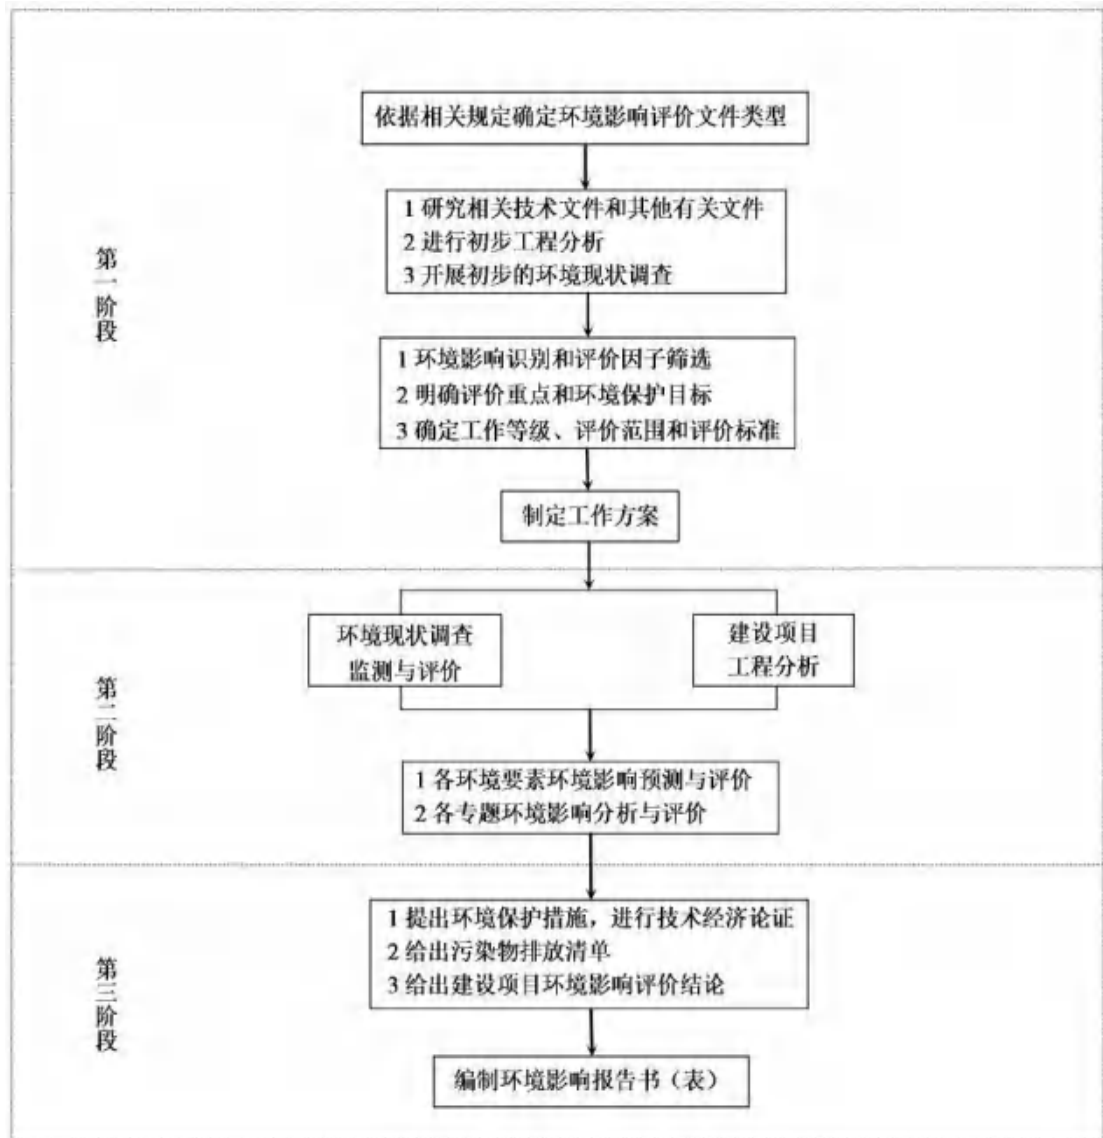 依据相关规定确定环境影响评价文件类型
1 研究相关技术文件和其他有关文件
2 进行初步工程分析
3 开展初步的环境现状调查
第一阶段
1 环境影响识别和评价因子筛选
2 明确评价重点和环境保护目标
3 确定工作等级、评价范围和评价标准
制定工作方案
环境现状调查
监测与评价
建设项目
工程分析
第二阶段
1 各环境要素环境影响预测与评价
2 各专题环境影响分析与评价
1 提出环境保护措施，进行技术经济论证
2 给出污染物排放清单
3 给出建设项目环境影响评价结论
第三阶段
编制环境影响报告书（表）